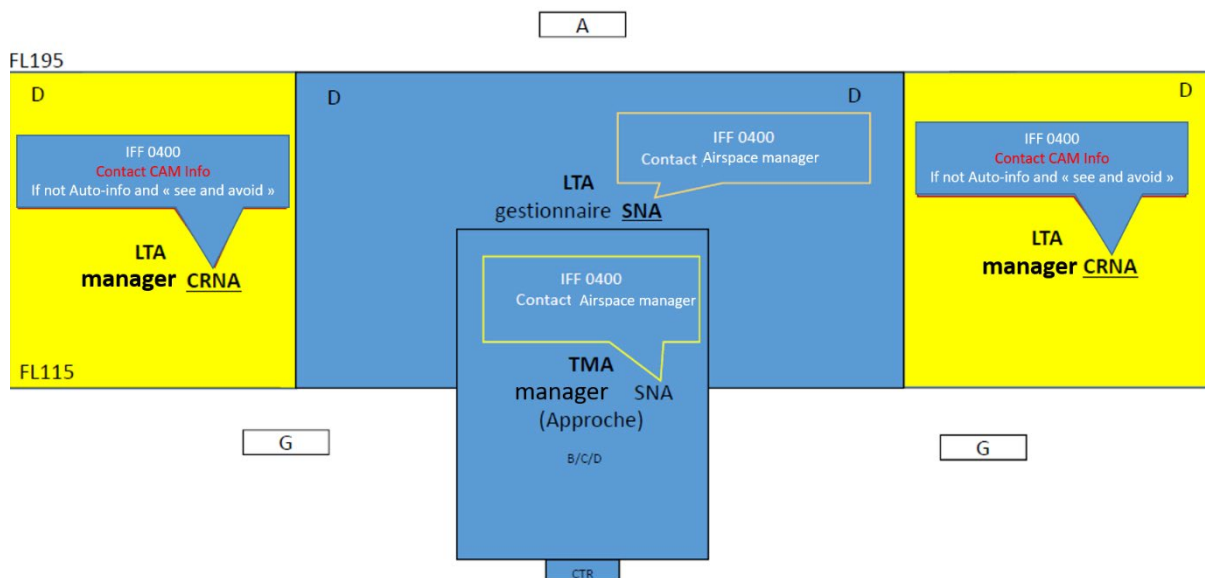 A
FL195
D
D
D
D
IFF 0400
Contact CAM Info
If not Auto-info and « see and avoid »
IFF 0400
Contact Airspace manager
IFF 0400
Contact CAM Info
If not Auto-info and « see and avoid »
LTA
gestionnaire SNA
LTA
manager CRNA
LTA
manager CRNA
IFF 0400
Contact Airspace manager
FL115
TMA
manager SNA
(Approche)
G
G
B/C/D
CTR